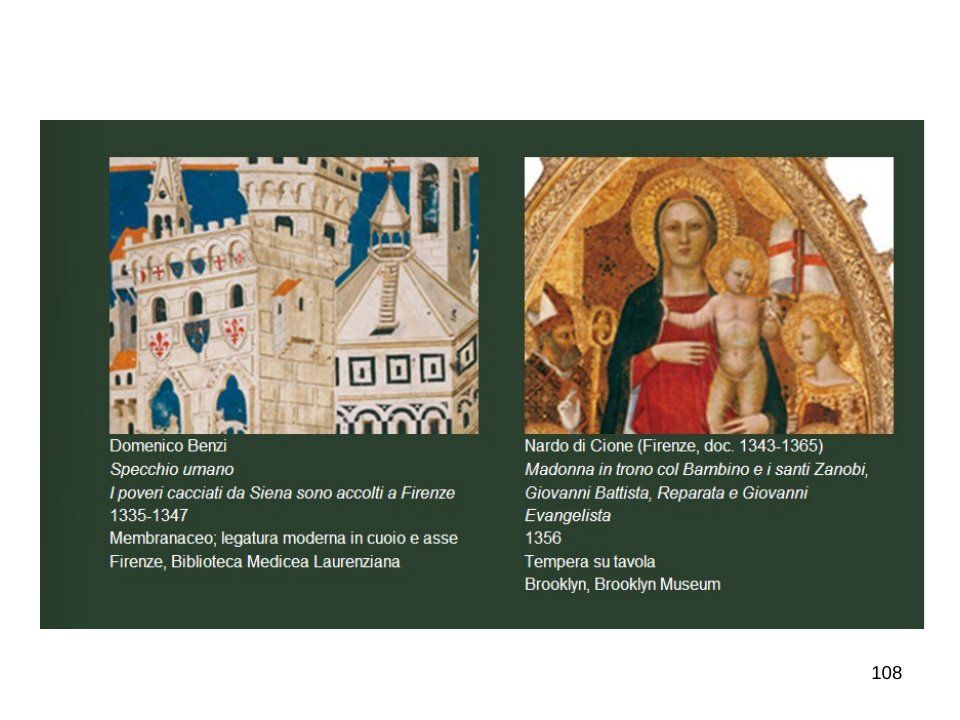 Domenico Benzi
Specchio umano
I poveri cacciati da Siena sono accolti a Firenze
1335-1347
Membranaceo; legatura moderna in cuoio e asse
Firenze, Biblioteca Medicea Laurenziana
Nardo di Cione (Firenze, doc. 1343-1365)
Madonna in trono col Bambino e i santi Zanobi,
Giovanni Battista, Reparata e Giovanni
Evangelista
1356
Tempera su tavola
Brooklyn, Brooklyn Museum
108